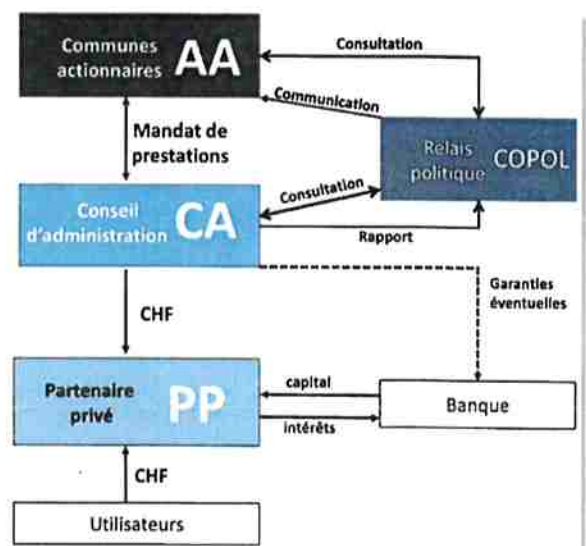 Communes
actionnaires
AA
Consultation
Communication
Mandat de
prestations
Relais
politique
COPOL
Consultation
Conseil
d'administration
CA
Rapport
Garanties
éventuelles
CHF
Partenaire
privé
PP
capital
intérêts
Banque
CHF
Utilisateurs